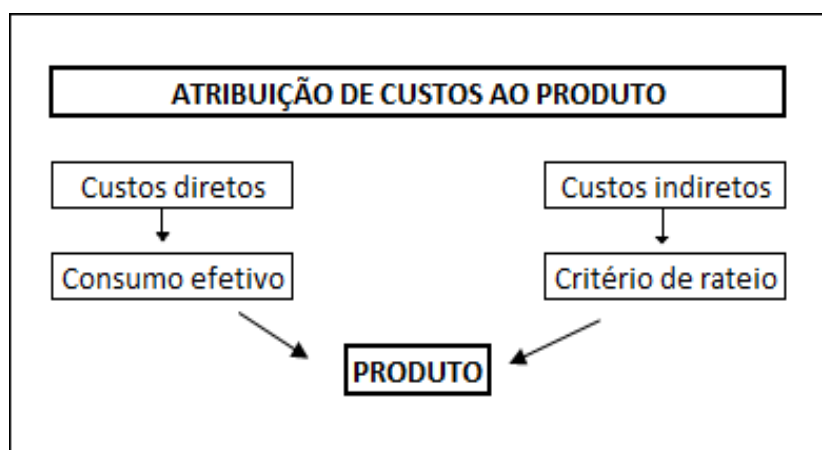 ATRIBUIÇÃO DE CUSTOS AO PRODUTO
Custos diretos
Custos indiretos
Consumo efetivo
Critério de rateio
PRODUTO